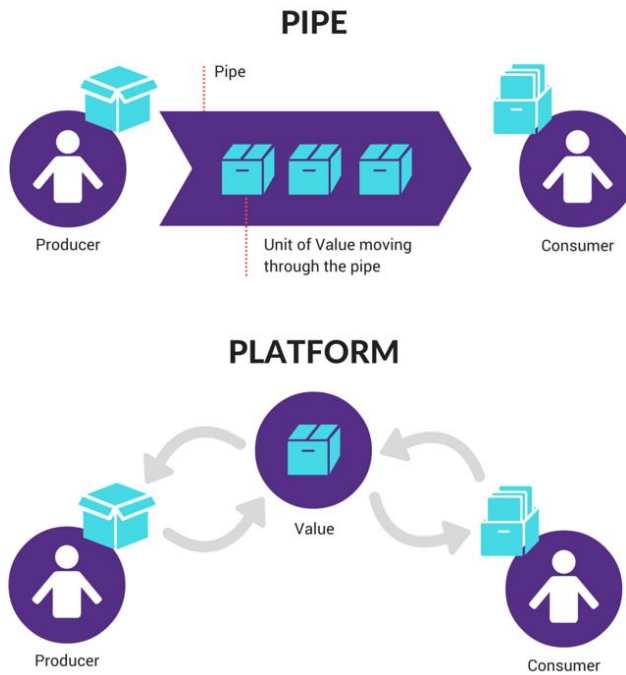 PIPE
Pipe
Producer
Unit of Value moving
through the pipe
Consumer
PLATFORM
Value
Producer
Consumer